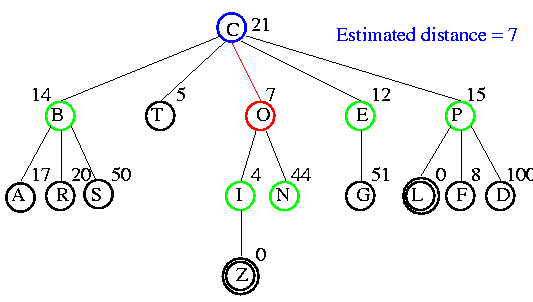 C 21
Estimated distance = 7
14 5 7 12 15
B T O E P
17 20 50 4 44 51 0 8 100
A R S I N G L F D
0
Z